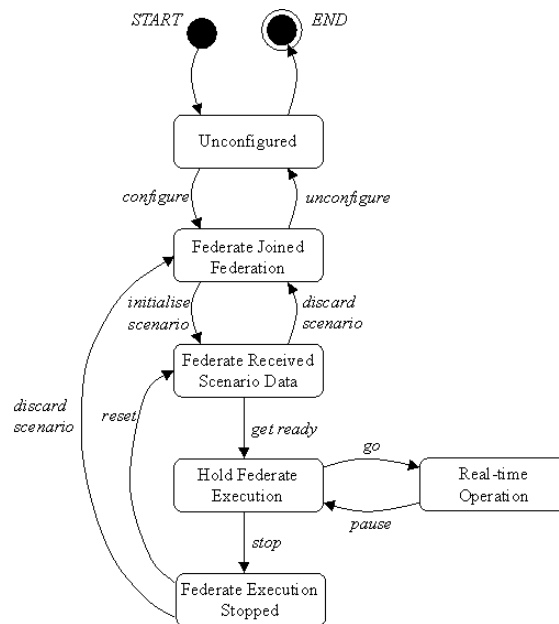 START
END
Unconfigured
configure
unconfigure
Federate Joined
Federation
initialise
scenario
discard
scenario
Federate Received
Scenario Data
discard
scenario
reset
get ready
go
Hold Federate
Execution
Real-time
Operation
pause
stop
Federate Execution
Stopped